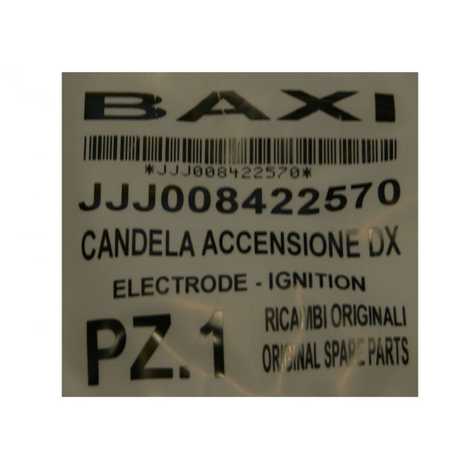 BAXI
*JJJ008422570*
JJJ008422570
CANDELA ACCENSIONE DX
ELECTRODE - IGNITION
PZ.1
RICAMBI ORIGINALI
ORIGINAL SPARE PARTS